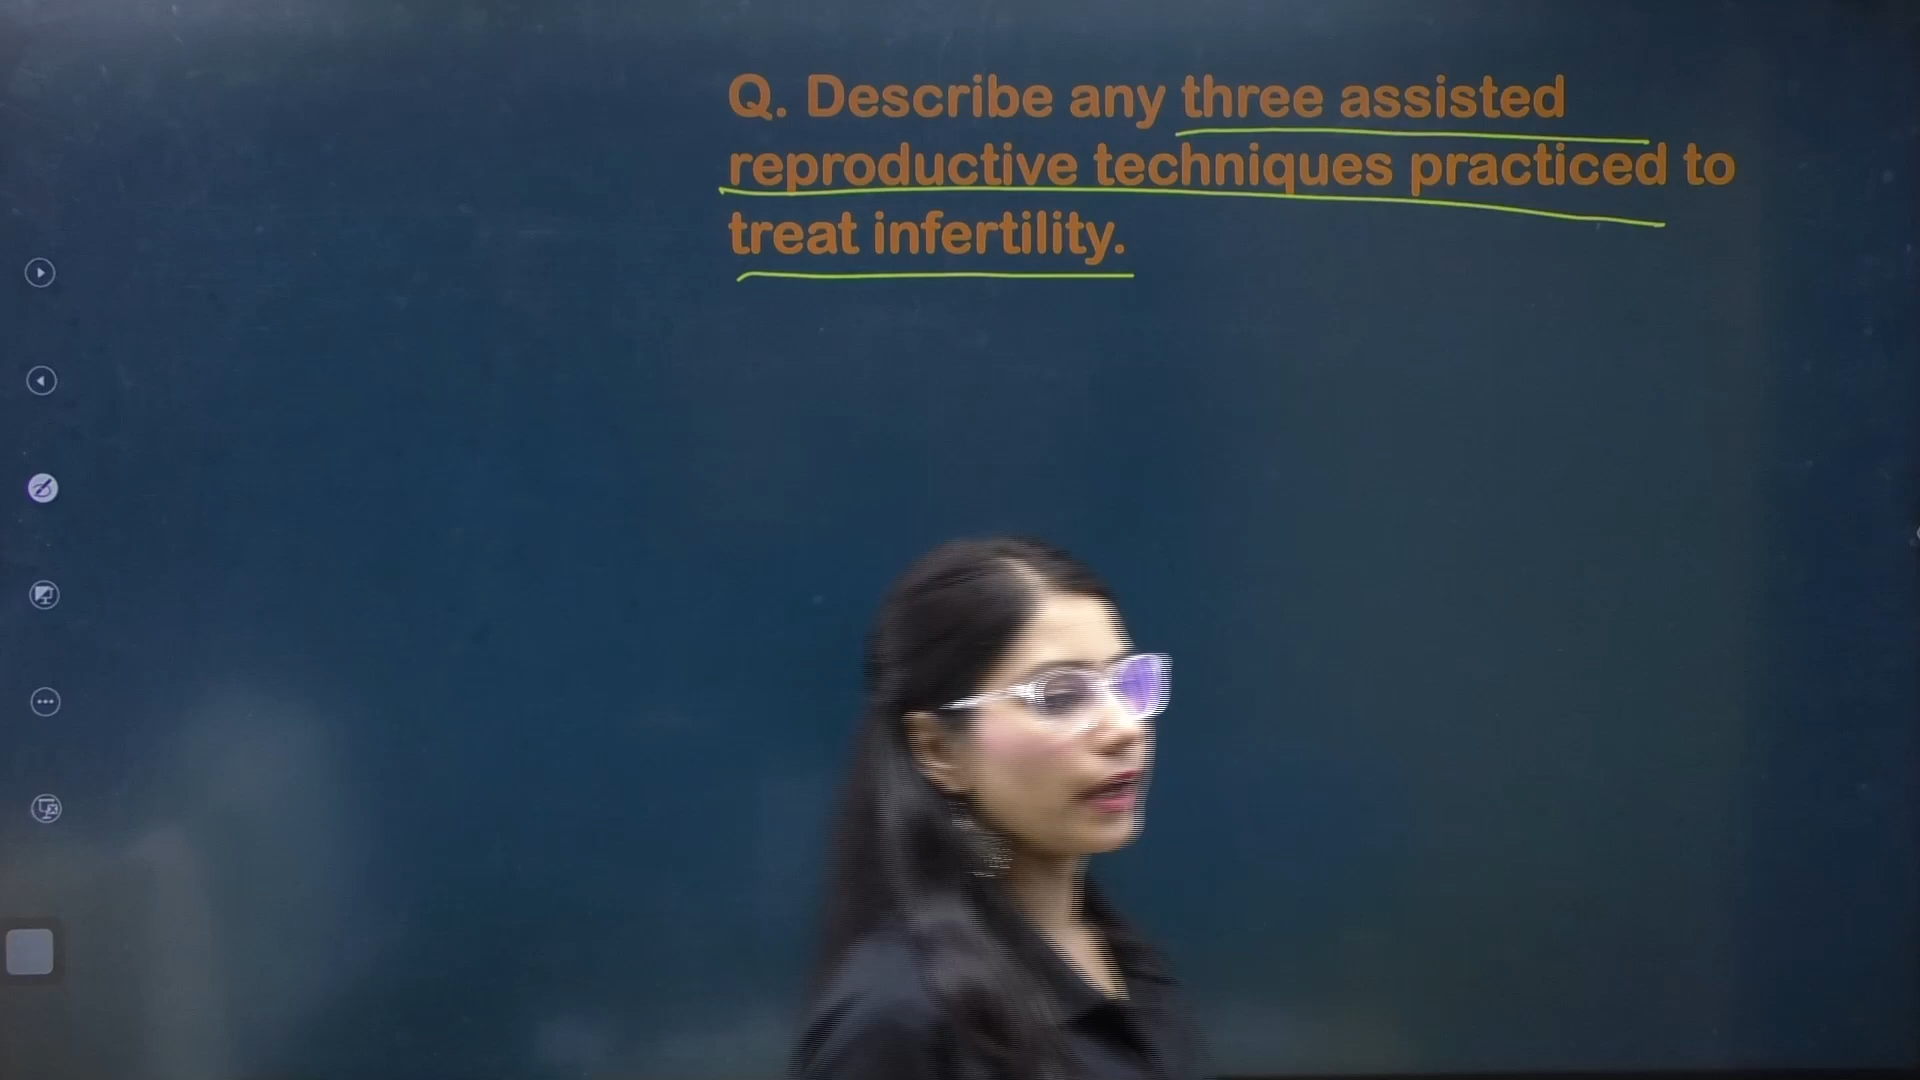 Q. Describe any three assisted
reproductive techniques practiced to
treat infertility.